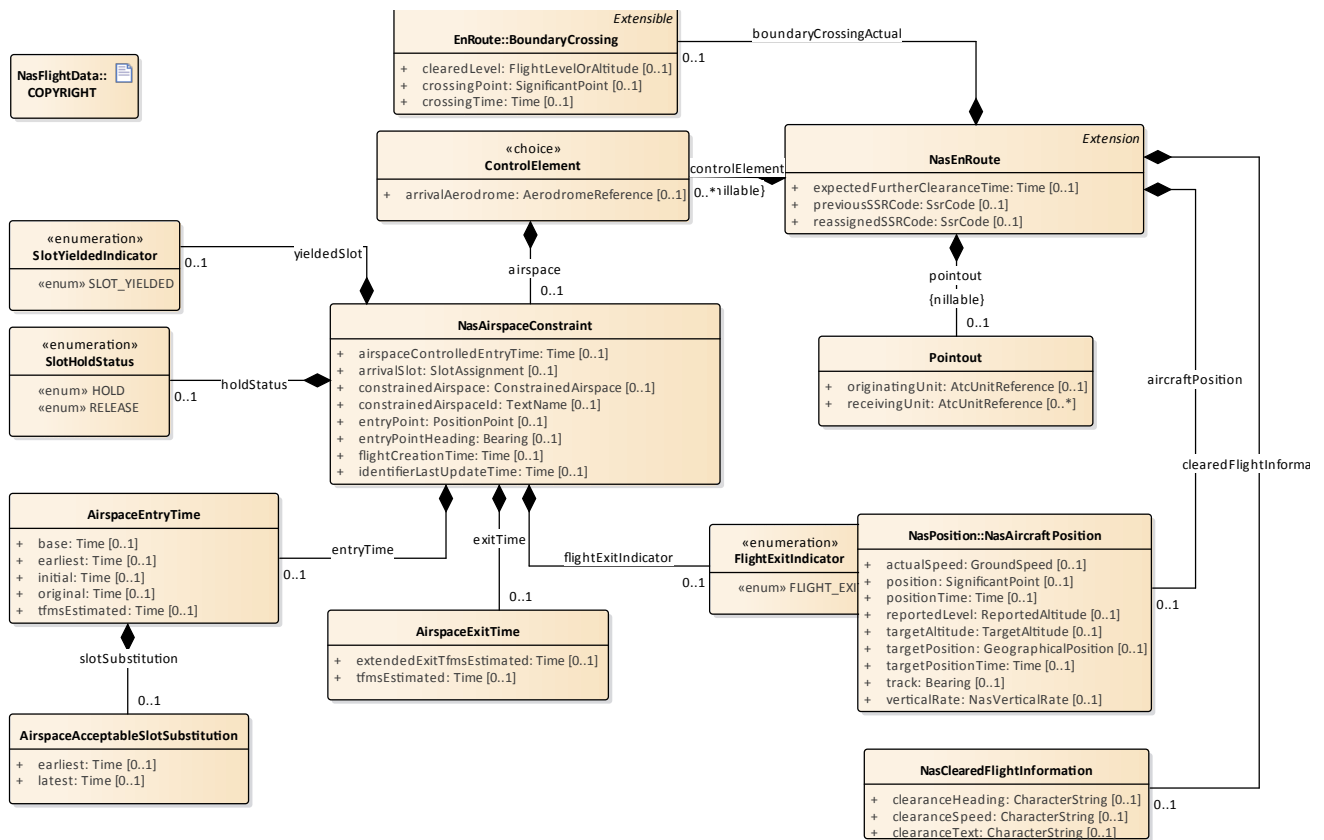 Extensible
EnRoute::BoundaryCrossing
+ clearedLevel: FlightLevelOrAltitude [0..1]
+ crossingPoint: SignificantPoint [0..1]
+ crossingTime: Time [0..1]
boundaryCrossingActual
0..1
NasFlightData::
COPYRIGHT
«choice»
ControlElement
+ arrivalAerodrome: AerodromeReference [0..1]
controlElement
0..*
nillable}
Extension
NasEnRoute
+ expectedFurtherClearanceTime: Time [0..1]
+ previousSSRCode: SsrCode [0..1]
+ reassignedSSRCode: SsrCode [0..1]
«enumeration»
SlotYieldedIndicator
«enum» SLOT_YIELDED
0..1
yieldedSlot
airspace
0..1
pointout
{nillable}
0..1
«enumeration»
SlotHoldStatus
«enum» HOLD
«enum» RELEASE
0..1
holdStatus
NasAirspaceConstraint
+ airspaceControlledEntryTime: Time [0..1]
+ arrivalSlot: SlotAssignment [0..1]
+ constrainedAirspace: ConstrainedAirspace [0..1]
+ constrainedAirspaceId: TextName [0..1]
+ entryPoint: PositionPoint [0..1]
+ entryPointHeading: Bearing [0..1]
+ flightCreationTime: Time [0..1]
+ identifierLastUpdateTime: Time [0..1]
Pointout
+ originatingUnit: AtcUnitReference [0..1]
+ receivingUnit: AtcUnitReference [0..*]
aircraftPosition
clearedFlightInforma
AirspaceEntryTime
+ base: Time [0..1]
+ earliest: Time [0..1]
+ initial: Time [0..1]
+ original: Time [0..1]
+ tfmsEstimated: Time [0..1]
entryTime
0..1
exitTime
0..1
flightExitIndicator
0..1
«enumeration»
FlightExitIndicator
«enum» FLIGHT_EXI
NasPosition::NasAircraftPosition
+ actualSpeed: GroundSpeed [0..1]
+ position: SignificantPoint [0..1]
+ positionTime: Time [0..1]
+ reportedLevel: ReportedAltitude [0..1]
+ targetAltitude: TargetAltitude [0..1]
+ targetPosition: GeographicalPosition [0..1]
+ targetPositionTime: Time [0..1]
+ track: Bearing [0..1]
+ verticalRate: NasVerticalRate [0..1]
0..1
AirspaceExitTime
+ extendedExitTfmsEstimated: Time [0..1]
+ tfmsEstimated: Time [0..1]
slotSubstitution
0..1
AirspaceAcceptableSlotSubstitution
+ earliest: Time [0..1]
+ latest: Time [0..1]
NasClearedFlightInformation
+ clearanceHeading: CharacterString [0..1]
+ clearanceSpeed: CharacterString [0..1]
+ clearanceText: CharacterString [0..1]
0..1